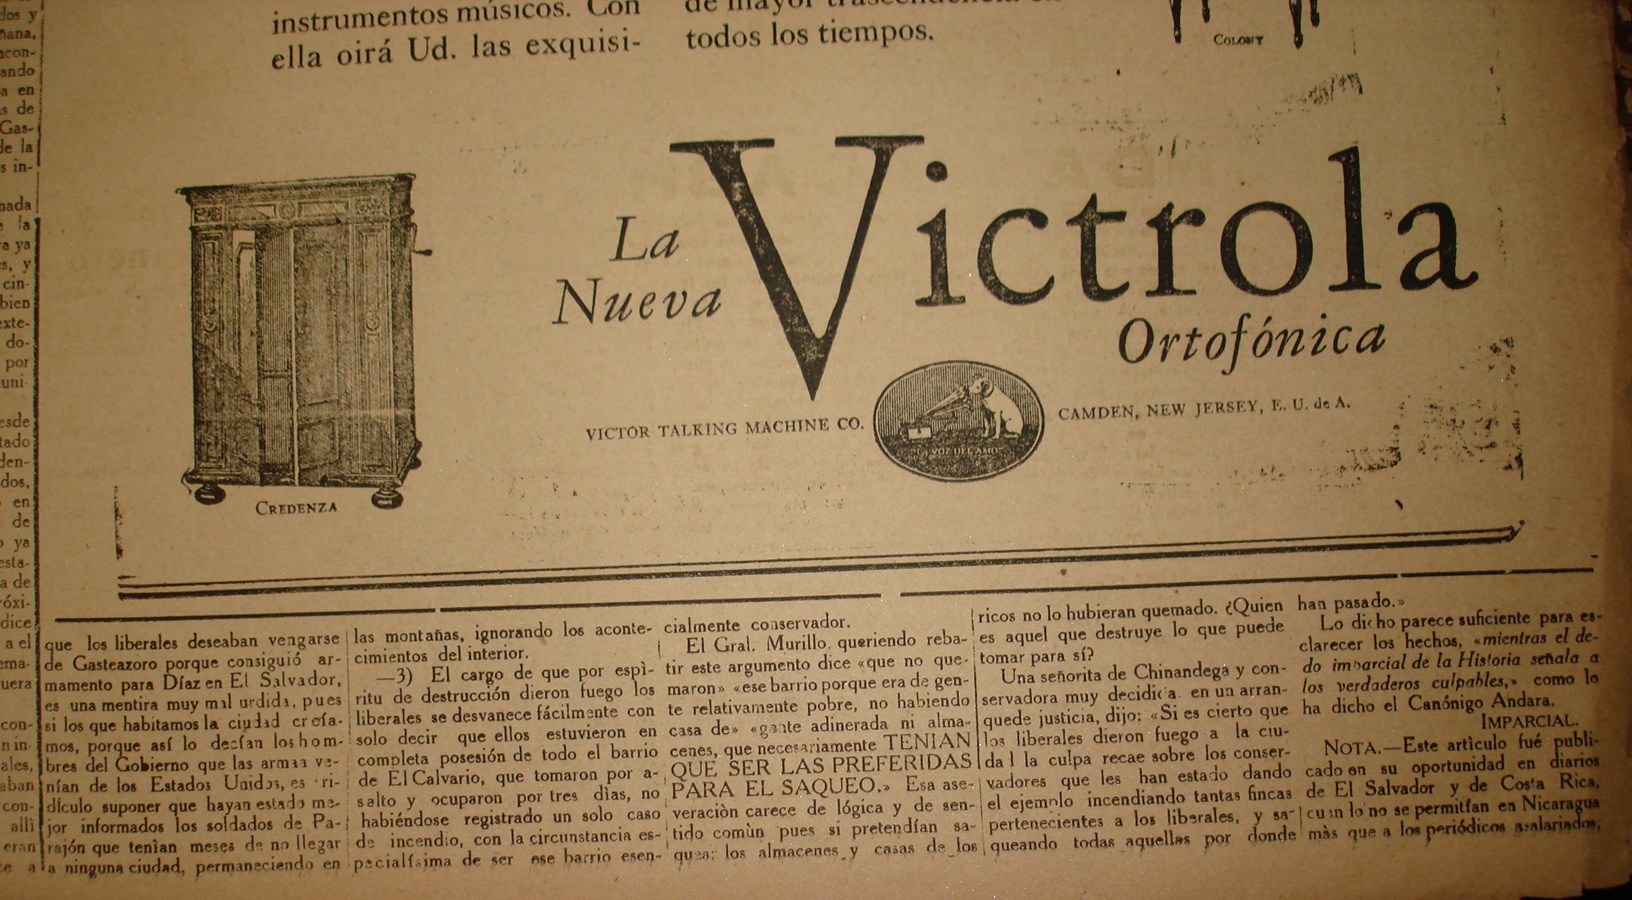 instrumentos músicos. Con
ella oirá Ud. las exquisi-
todos los tiempos.
COLONY
La
Nueva
Victrola
Ortofónica
VICTOR TALKING MACHINE CO.
"LA VOZ DEL AMO"
CAMDEN, NEW JERSEY, E. U. de A.
CREDENZA
que los liberales deseaban vengarse
de Gasteazoro porque consiguió ar-
mamento para Díaz en El Salvador,
es una mentira muy mal urdida, pues
si los que habitamos la ciudad creía-
mos, porque así lo decían los hom-
bres del Gobierno que las armas ve-
nían de los Estados Unidos, es ri-
dículo suponer que hayan estado me-
jor informados los soldados de Pa-
rajón que tenìan meses de no llegar
a ninguna ciudad, permaneciendo en
las montañas, ignorando los aconte-
cimientos del interior.
—3) El cargo de que por espì-
ritu de destrucción dieron fuego los
liberales se desvanece fácilmente con
solo decir que ellos estuvieron en
completa posesión de todo el barrio
de El Calvario, que tomaron por a-
salto y ocuparon por tres dìas, no
habiéndose registrado un solo caso
de incendio, con la circunstancia es-
pecialísima de ser ese barrio esen-
cialmente conservador.
El Gral. Murillo, queriendo reba-
tir este argumento dice «que no que-
maron» «ese barrio porque era de gen-
te relativamente pobre, no habiendo
casa de» «gente adinerada ni alma-
cenes, que necesariamente TENIAN
QUE SER LAS PREFERIDAS
PARA EL SAQUEO.» Esa ase-
veraciòn carece de lógica y de sen-
tido comùn pues si pretendían sa-
quear los almacenes y casas de los
ricos no lo hubieran quemado. ¿Quien
es aquel que destruye lo que puede
tomar para sí?
Una señorita de Chinandega y con-
servadora muy decidida en un arran-
que de justicia, dijo: «Si es cierto que
los liberales dieron fuego a la ciu-
dad la culpa recae sobre los conser-
vadores que les han estado dando
el ejemplo incendiando tantas fincas
pertenecientes a los liberales, y sa-
queando todas aquellas por donde
han pasado.»
Lo dicho parece suficiente para es-
clarecer los hechos, «mientras el de-
do imparcial de la Historia señala a
los verdaderos culpables,» como lo
ha dicho el Canónigo Andara.
IMPARCIAL.
NOTA.—Este artìculo fué publi-
cado en su oportunidad en diarios
de El Salvador y de Costa Rica,
cuando no se permitían en Nicaragua
màs que a los periódicos asalariados,